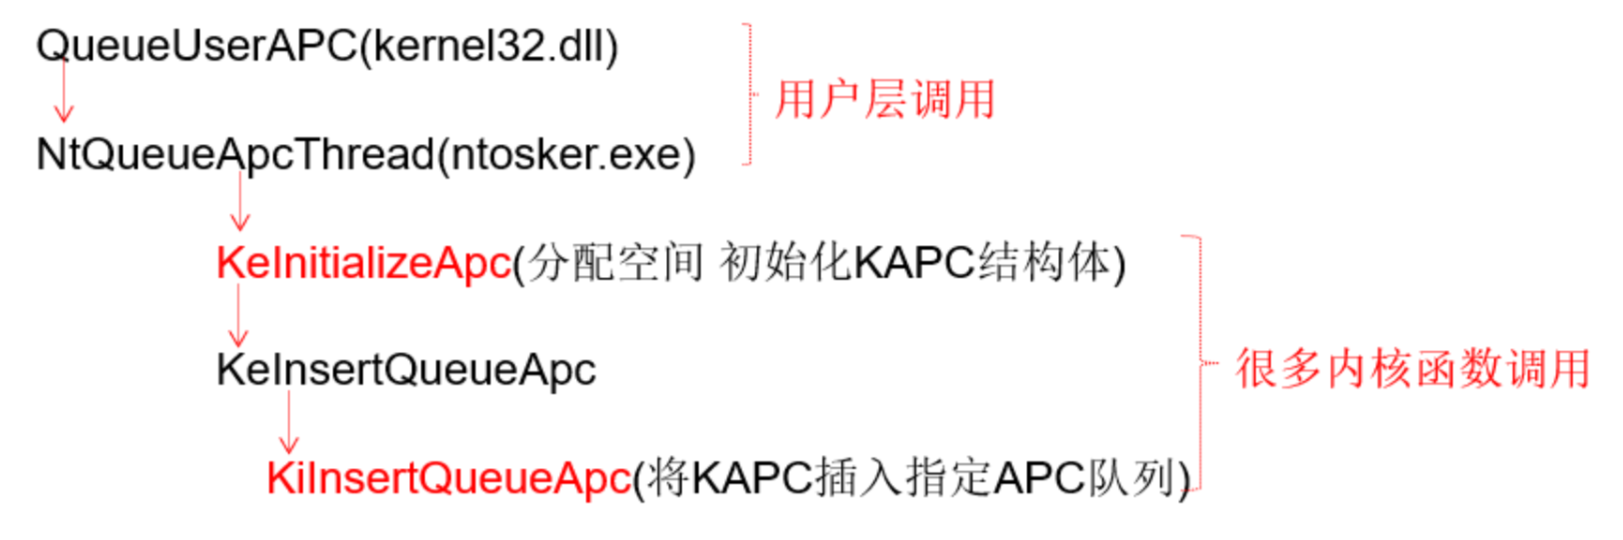 QueueUserAPC(kernel32.dll)
用户层调用
NtQueueApcThread(ntosker.exe)
KeInitializeApc(分配空间 初始化KAPC结构体)
KeInsertQueueApc
很多内核函数调用
KiInsertQueueApc(将KAPC插入指定APC队列)